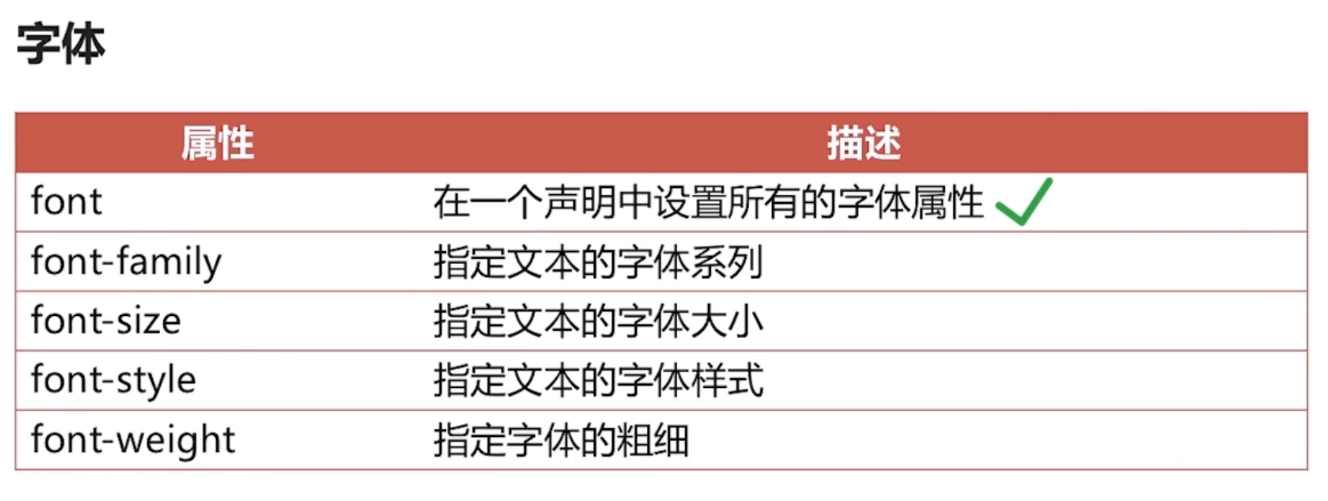 字体
属性 描述
font 在一个声明中设置所有的字体属性
font-family 指定文本的字体系列
font-size 指定文本的字体大小
font-style 指定文本的字体样式
font-weight 指定字体的粗细